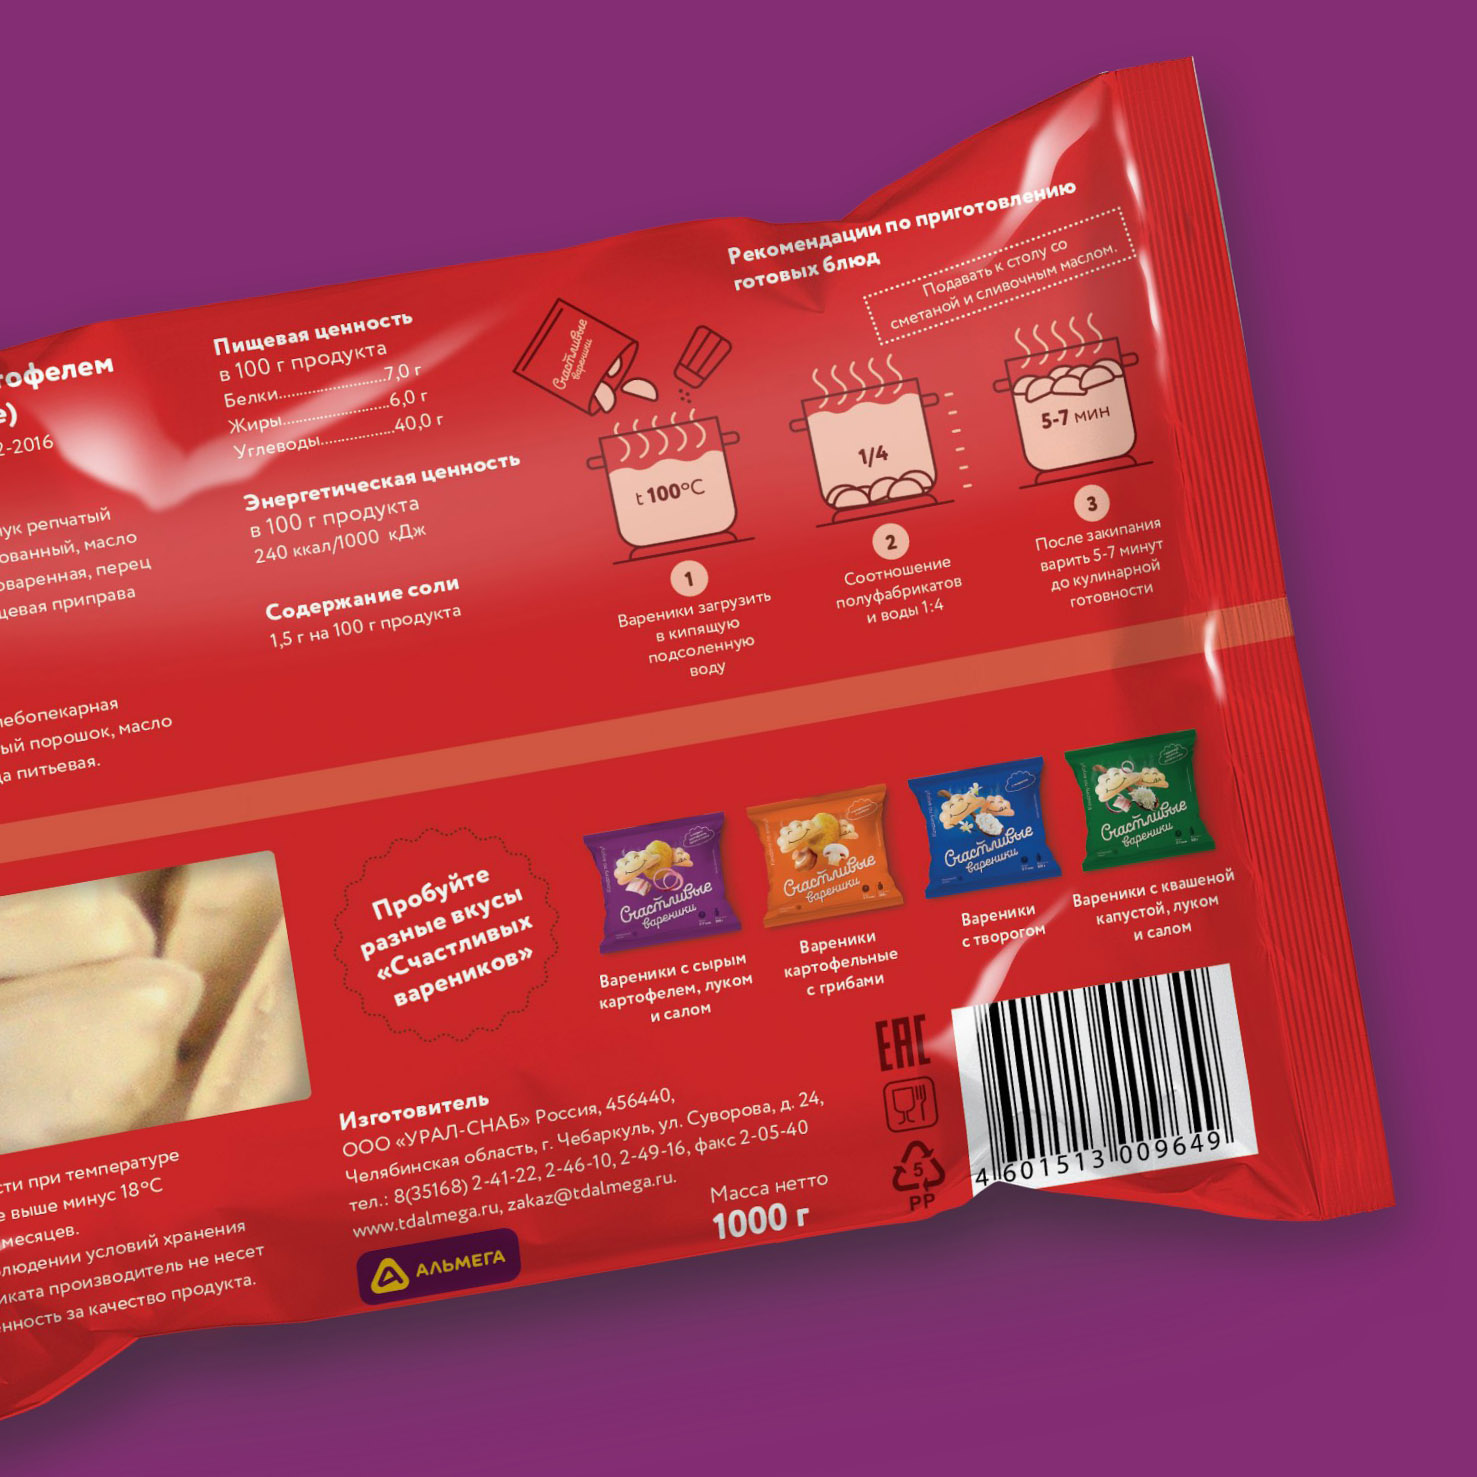 тофелем
е)
2-2016
лук репчатый
ованный, масло
оваренная, перец
щевая приправа
лебопекарная
ый порошок, масло
да питьевая.
Пищевая ценность
в 100 г продукта
Белки........................7,0 г
Жиры........................6,0 г
Углеводы.................40,0 г
Энергетическая ценность
в 100 г продукта
240 ккал/1000 кДж
Содержание соли
1,5 г на 100 г продукта
Рекомендации по приготовлению
готовых блюд
Подавать к столу со
сметаной и сливочным маслом.
Счастливые
вареники
t 100°C
1/4
5-7 мин
1
Вареники загрузить
в кипящую
подсоленную
воду
2
Соотношение
полуфабрикатов
и воды 1:4
3
После закипания
варить 5-7 минут
до кулинарной
готовности
Пробуйте
разные вкусы
«Счастливых
вареников»
Счастливые
вареники
Вареники с сырым
картофелем, луком
и салом
Счастливые
вареники
Вареники
картофельные
с грибами
Счастливые
вареники
Вареники
с творогом
Счастливые
вареники
Вареники с квашеной
капустой, луком
и салом
сти при температуре
е выше минус 18°C
месяцев.
людении условий хранения
иката производитель не несет
нность за качество продукта.
Изготовитель
ООО «УРАЛ-СНАБ» Россия, 456440,
Челябинская область, г. Чебаркуль, ул. Суворова, д. 24,
тел.: 8(35168) 2-41-22, 2-46-10, 2-49-16, факс 2-05-40
www.tdalmega.ru, zakaz@tdalmega.ru.
АЛЬМЕГА
Масса нетто
1000 г
EAC
5
PP
4 601513 009649